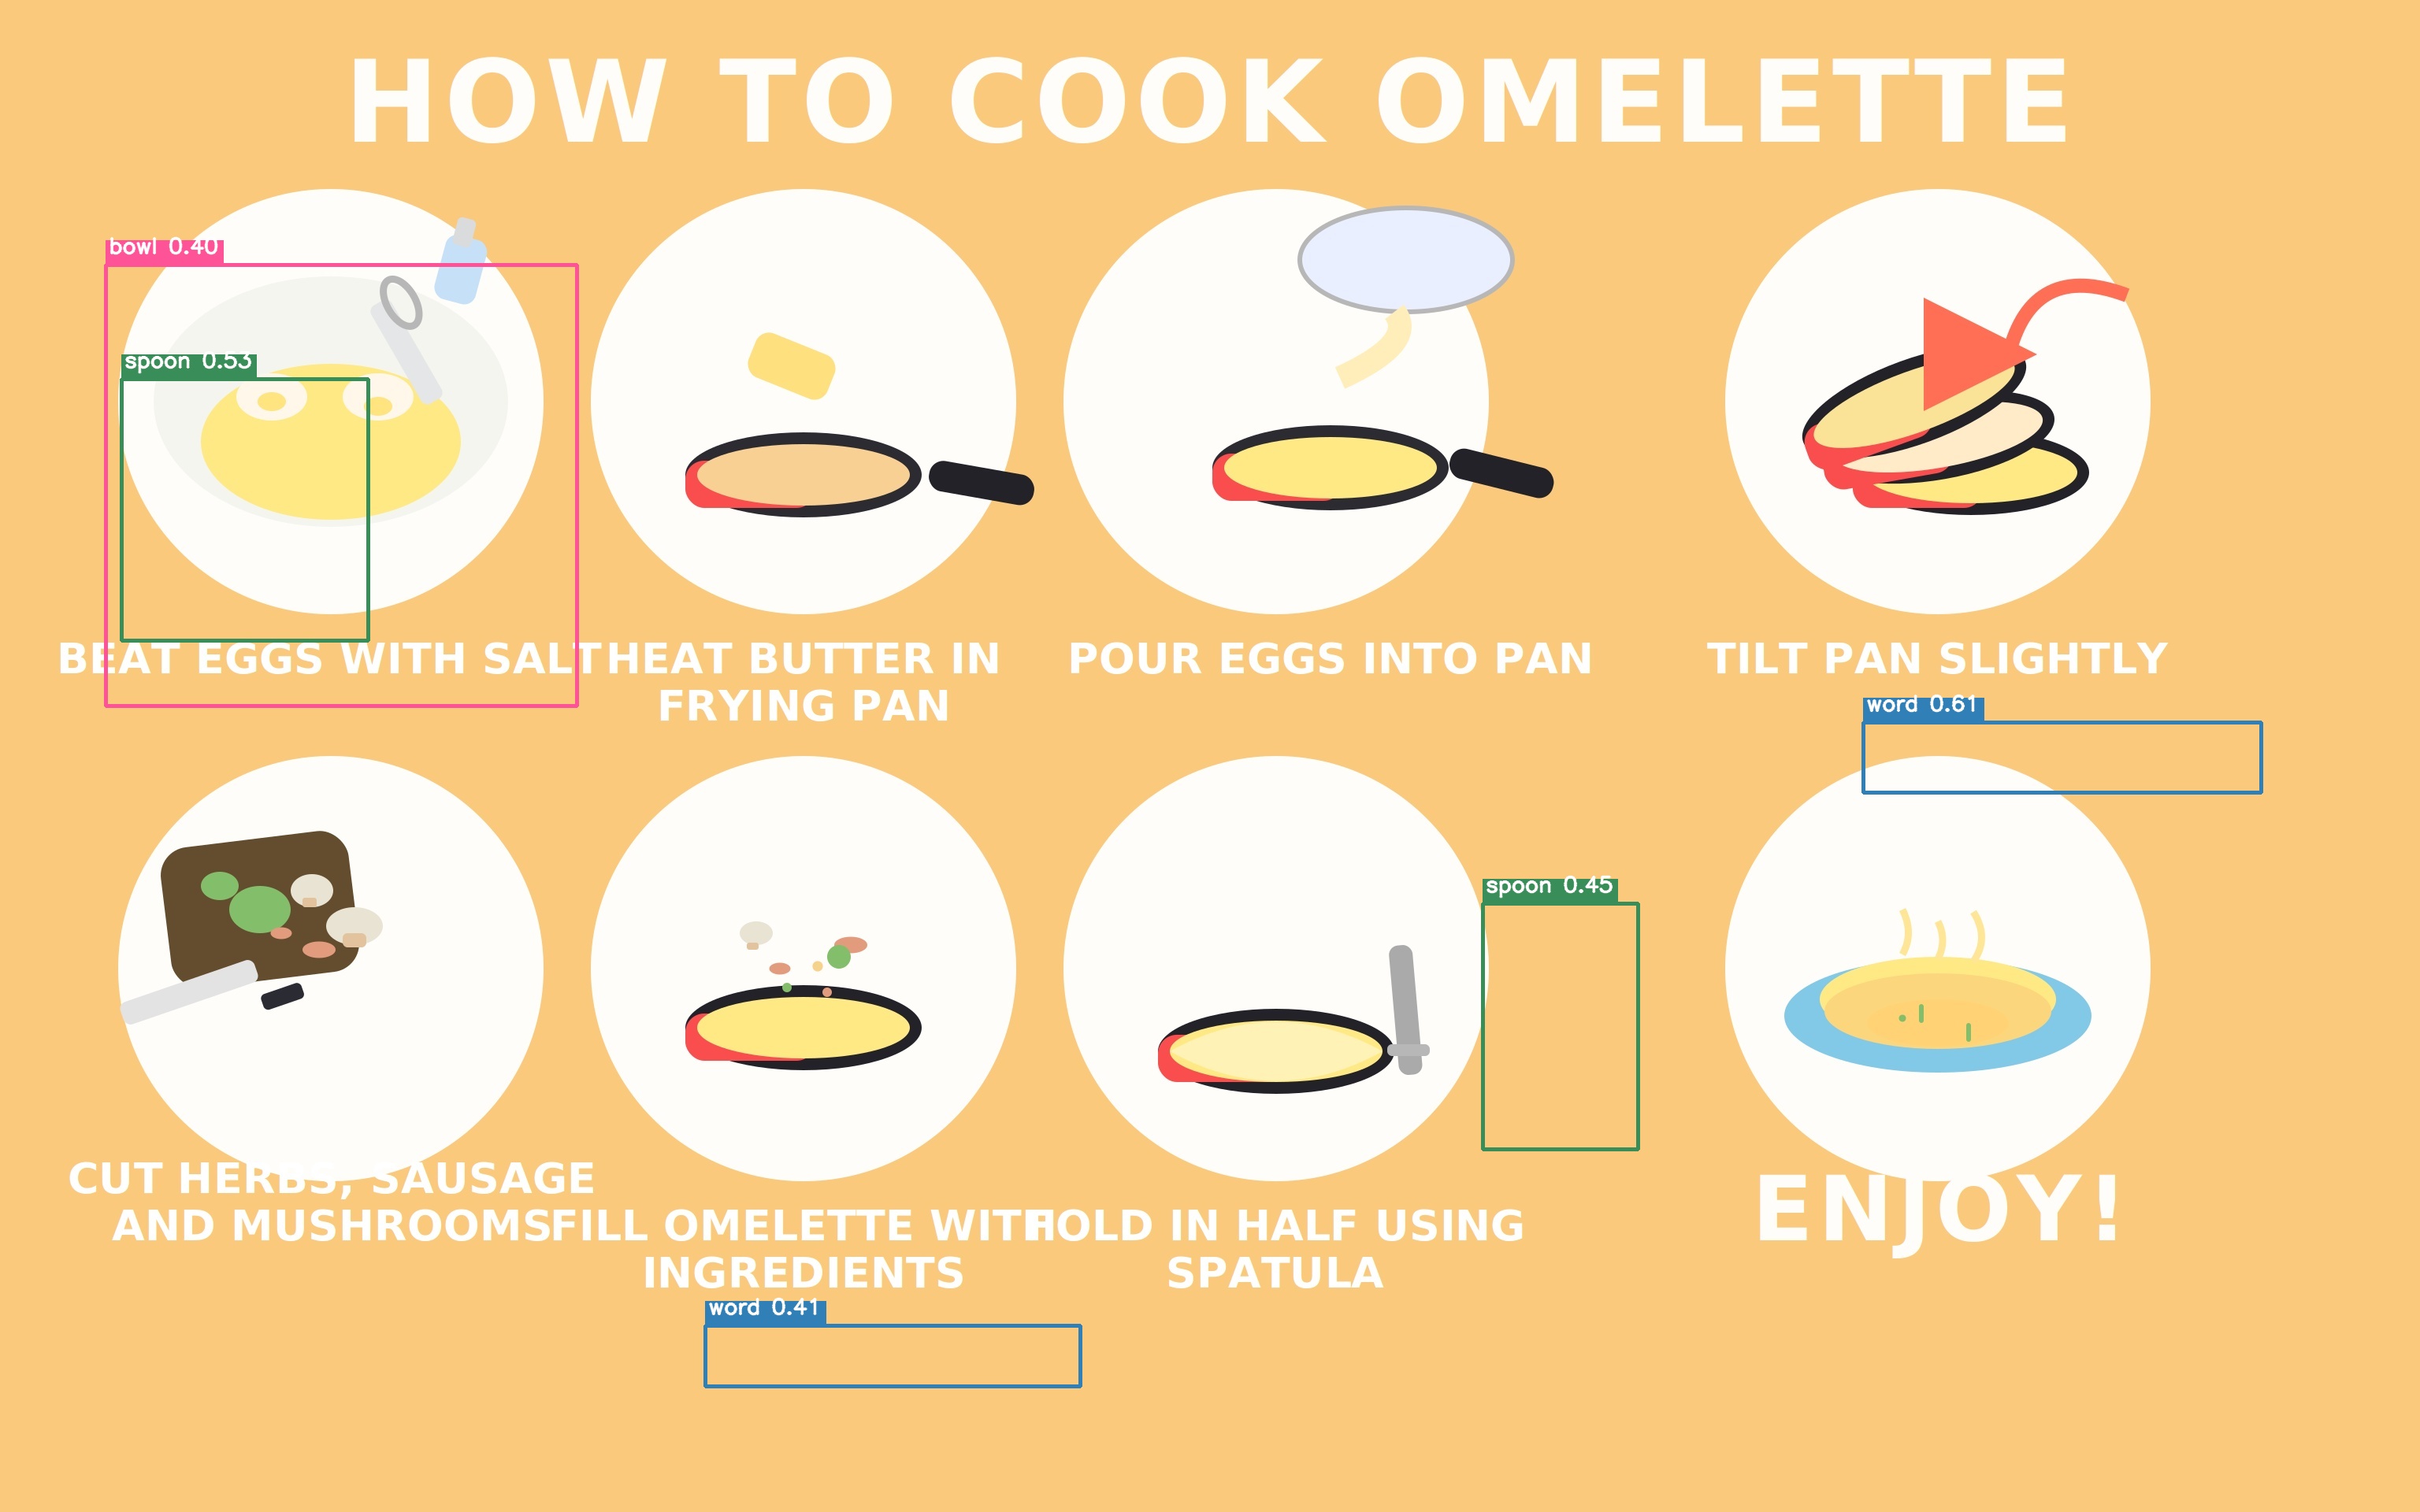 HOW TO COOK OMELETTE
bowl 0.40
spoon 0.53
BEAT EGGS WITH SALT
HEAT BUTTER IN
FRYING PAN
POUR EGGS INTO PAN
TILT PAN SLIGHTLY
word 0.61
spoon 0.45
CUT HERBS, SAUSAGE
AND MUSHROOMS
FILL OMELETTE WITH
INGREDIENTS
FOLD IN HALF USING
SPATULA
ENJOY!
word 0.41